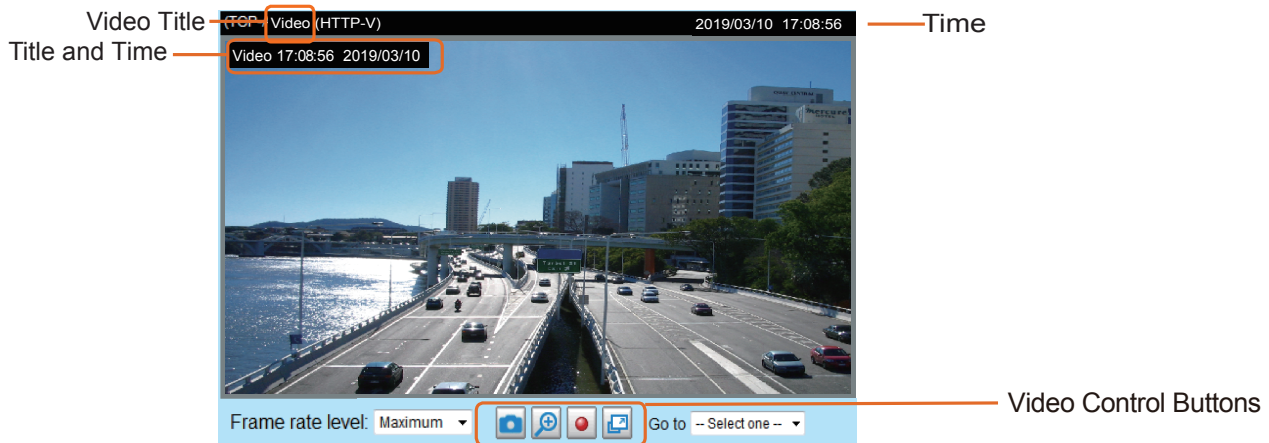 Video Title
(TCP-Video (HTTP-V)
2019/03/10 17:08:56
Time
Title and Time
Video 17:08:56 2019/03/10
Mercure
Frame rate level: Maximum
Go to -- Select one --
Video Control Buttons